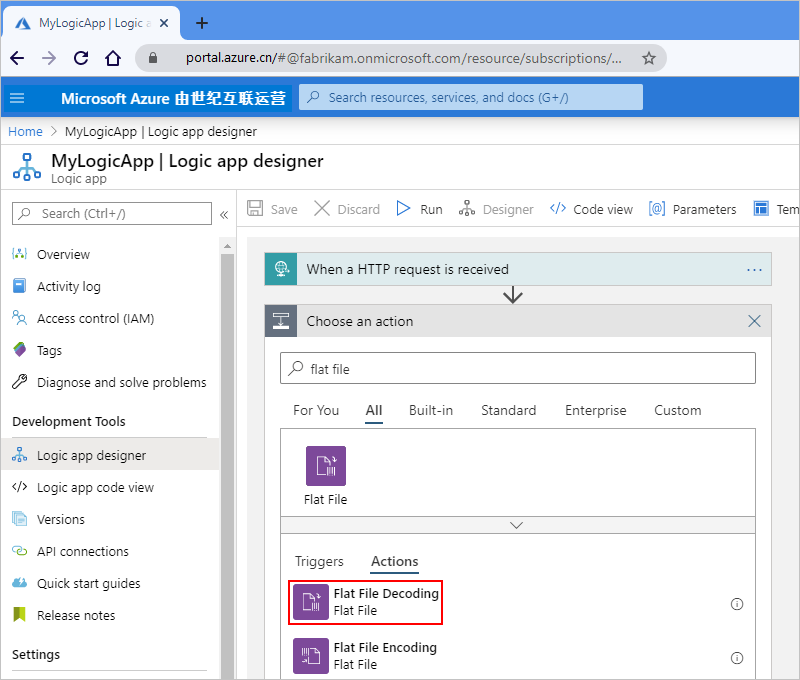 MyLogicApp | Logic a
portal.azure.cn/#@fabrikam.onmicrosoft.com/resource/subscriptions/...
Microsoft Azure 由世纪互联运营
Search resources, services, and docs (G+/)
Home > MyLogicApp | Logic app designer
MyLogicApp | Logic app designer
Logic app
Search (Ctrl+/)
«
Save
Discard
Run
Designer
Code view
Parameters
Tem
Overview
Activity log
Access control (IAM)
Tags
Diagnose and solve problems
Development Tools
Logic app designer
Logic app code view
Versions
API connections
Quick start guides
Release notes
Settings
When a HTTP request is received
...
Choose an action
flat file
For You
All
Built-in
Standard
Enterprise
Custom
Flat File
Triggers
Actions
Flat File Decoding
Flat File
Flat File Encoding
Flat File